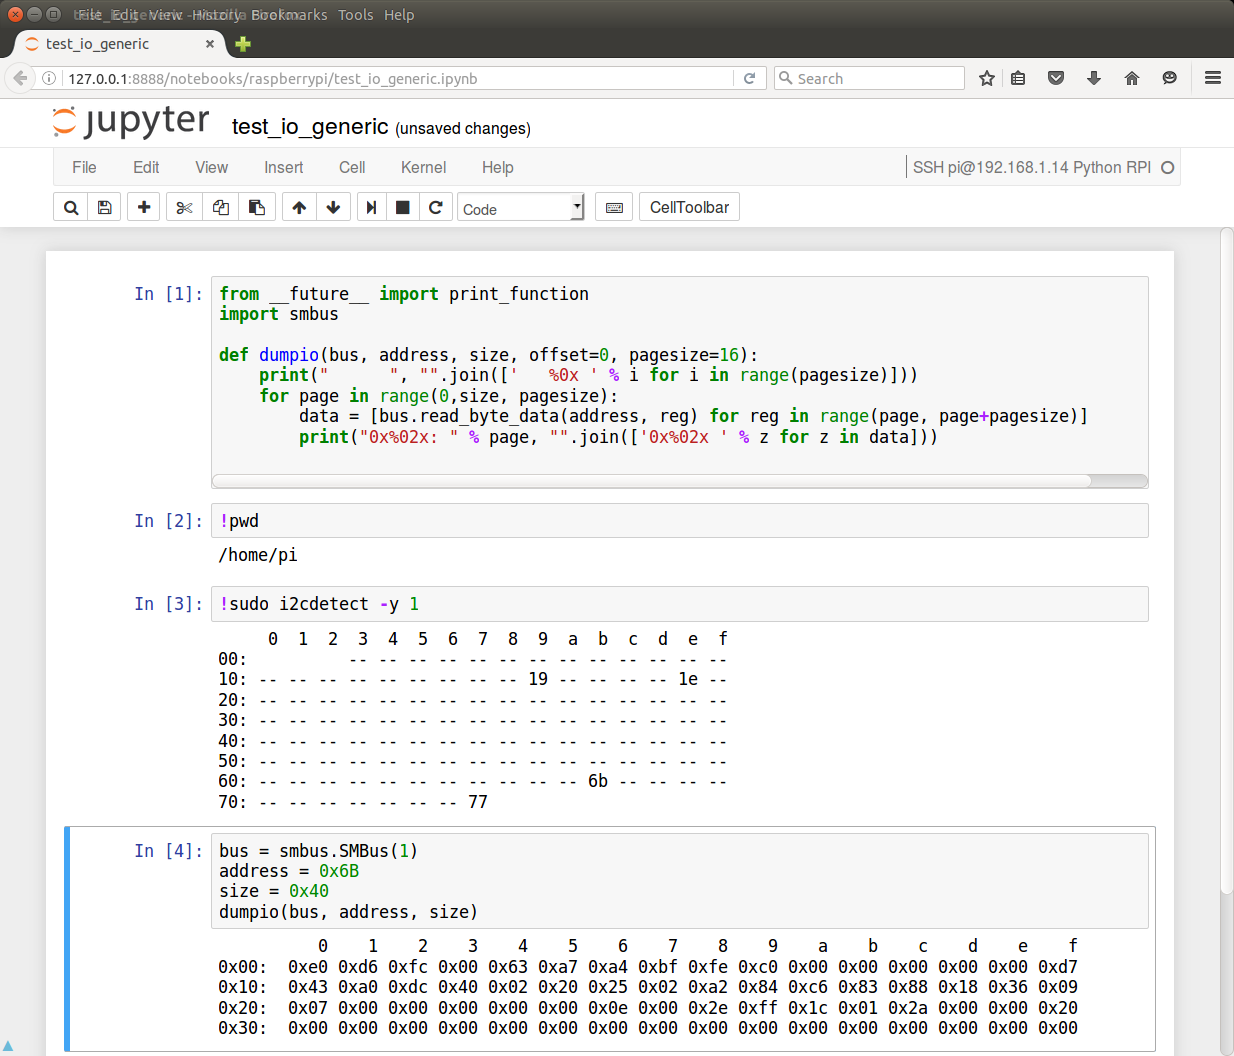 File Edit View History Bookmarks Tools Help
test_io_generic
127.0.0.1:8888/notebooks/raspberrypi/test_io_generic.ipynb
Search
jupyter test_io_generic (unsaved changes)
File Edit View Insert Cell Kernel Help SSH pi@192.168.1.14 Python RPI
Code CellToolbar
In [1]: from __future__ import print_function
import smbus
def dumpio(bus, address, size, offset=0, pagesize=16):
    print("      ", "".join(['   %0x ' % i for i in range(pagesize)]))
    for page in range(0,size, pagesize):
        data = [bus.read_byte_data(address, reg) for reg in range(page, page+pagesize)]
        print("0x%02x: " % page, "".join(['0x%02x ' % z for z in data]))
In [2]: !pwd
/home/pi
In [3]: !sudo i2cdetect -y 1
     0  1  2  3  4  5  6  7  8  9  a  b  c  d  e  f
00:          -- -- -- -- -- -- -- -- -- -- -- -- --
10: -- -- -- -- -- -- -- -- -- 19 -- -- -- -- 1e --
20: -- -- -- -- -- -- -- -- -- -- -- -- -- -- -- --
30: -- -- -- -- -- -- -- -- -- -- -- -- -- -- -- --
40: -- -- -- -- -- -- -- -- -- -- -- -- -- -- -- --
50: -- -- -- -- -- -- -- -- -- -- -- -- -- -- -- --
60: -- -- -- -- -- -- -- -- -- -- -- 6b -- -- -- --
70: -- -- -- -- -- -- -- 77
In [4]: bus = smbus.SMBus(1)
address = 0x6B
size = 0x40
dumpio(bus, address, size)
          0    1    2    3    4    5    6    7    8    9    a    b    c    d    e    f
0x00:  0xe0 0xd6 0xfc 0x00 0x63 0xa7 0xa4 0xbf 0xfe 0xc0 0x00 0x00 0x00 0x00 0x00 0xd7
0x10:  0x43 0xa0 0xdc 0x40 0x02 0x20 0x25 0x02 0xa2 0x84 0xc6 0x83 0x88 0x18 0x36 0x09
0x20:  0x07 0x00 0x00 0x00 0x00 0x00 0x0e 0x00 0x2e 0xff 0x1c 0x01 0x2a 0x00 0x00 0x20
0x30:  0x00 0x00 0x00 0x00 0x00 0x00 0x00 0x00 0x00 0x00 0x00 0x00 0x00 0x00 0x00 0x00